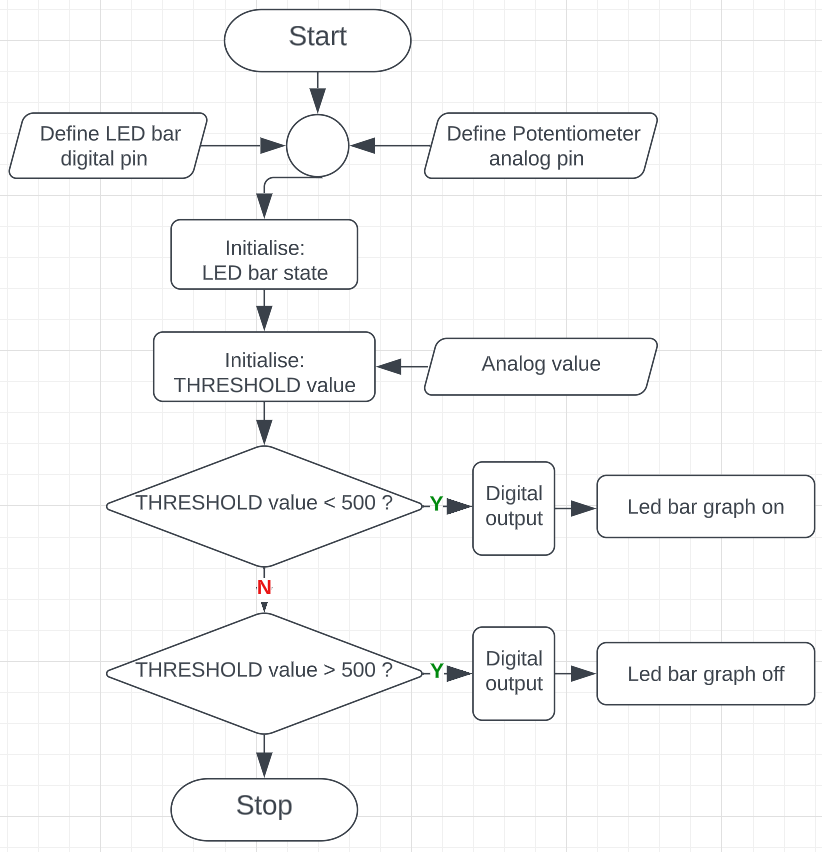 Start
Define LED bar
digital pin
Define Potentiometer
analog pin
Initialise:
LED bar state
Initialise:
THRESHOLD value
Analog value
THRESHOLD value < 500 ?
Y
Digital
output
Led bar graph on
N
THRESHOLD value > 500 ?
Y
Digital
output
Led bar graph off
Stop